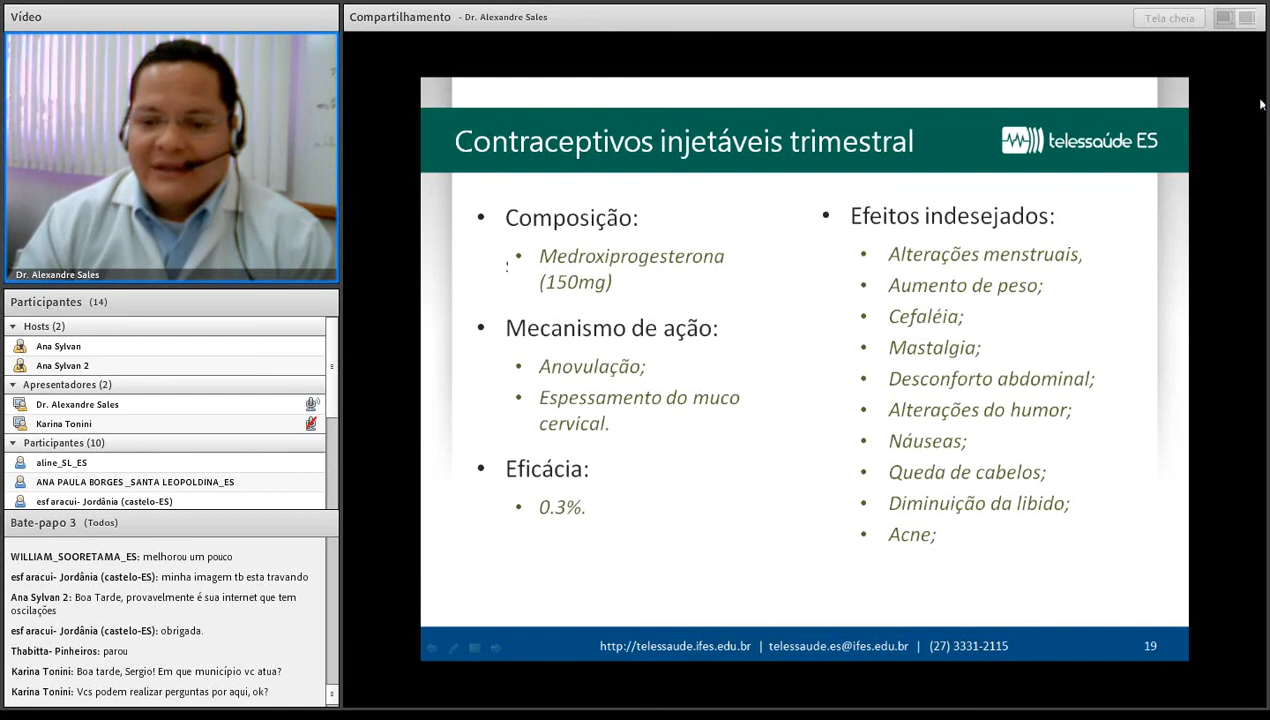 Vídeo
Dr. Alexandre Sales
Participantes (14)
Hosts (2)
Ana Sylvan
Ana Sylvan 2
Apresentadores (2)
Dr. Alexandre Sales
Karina Tonini
Participantes (10)
aline_SL_ES
ANA PAULA BORGES _SANTA LEOPOLDINA_ES
esf aracui- Jordânia (castelo-ES)
Bate-papo 3 (Todos)
WILLIAM_SOORETAMA_ES: melhorou um pouco
esf aracui- Jordânia (castelo-ES): minha imagem tb esta travando
Ana Sylvan 2: Boa Tarde, provavelmente é sua internet que tem
oscilações
esf aracui- Jordânia (castelo-ES): obrigada.
Thabitta- Pinheiros: parou
Karina Tonini: Boa tarde, Sergio! Em que município vc atua?
Karina Tonini: Vcs podem realizar perguntas por aqui, ok?
Compartilhamento - Dr. Alexandre Sales
Tela cheia
Contraceptivos injetáveis trimestral
telessaúde ES
• Composição:
• Medroxiprogesterona
(150mg)
• Mecanismo de ação:
• Anovulação;
• Espessamento do muco
cervical.
• Eficácia:
• 0.3%.
• Efeitos indesejados:
• Alterações menstruais,
• Aumento de peso;
• Cefaléia;
• Mastalgia;
• Desconforto abdominal;
• Alterações do humor;
• Náuseas;
• Queda de cabelos;
• Diminuição da libido;
• Acne;
http://telessaude.ifes.edu.br | telessaude.es@ifes.edu.br | (27) 3331-2115
19